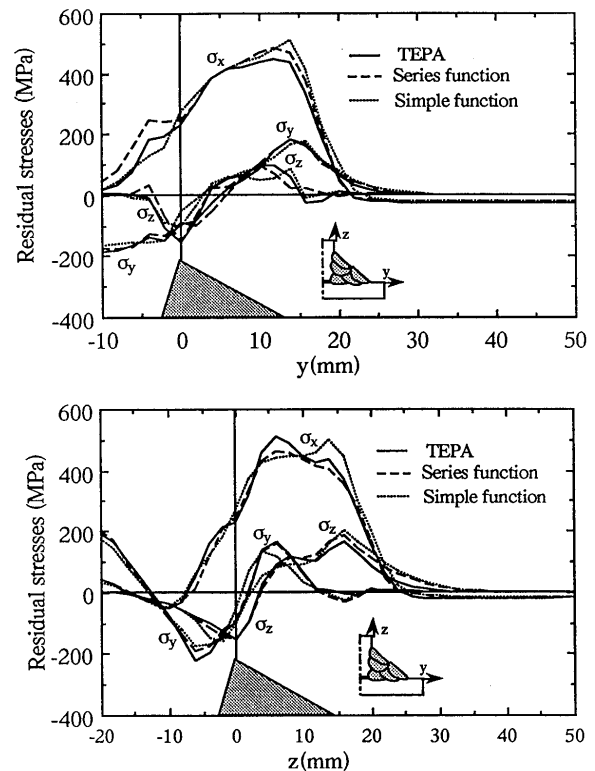 600
400
200
0
-200
-400
Residual stresses (MPa)
σx
σy
σz
σz
σy
TEPA
Series function
Simple function
z
y
-10
0
10
20
30
40
50
y(mm)
600
400
200
0
-200
-400
Residual stresses (MPa)
σx
σy
σz
σy
σz
TEPA
Series function
Simple function
z
y
-20
-10
0
10
20
30
40
50
z(mm)